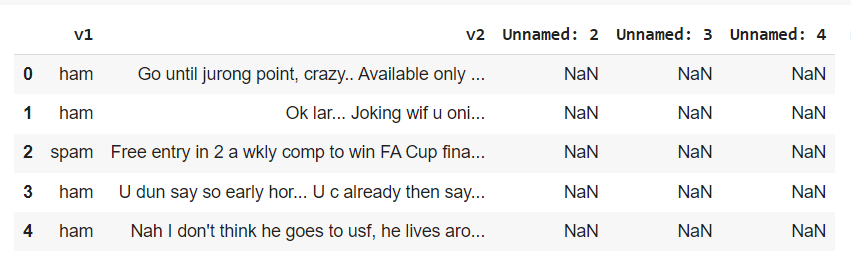 v1 v2 Unnamed: 2 Unnamed: 3 Unnamed: 4
0 ham Go until jurong point, crazy.. Available only ... NaN NaN NaN
1 ham Ok lar... Joking wif u oni... NaN NaN NaN
2 spam Free entry in 2 a wkly comp to win FA Cup fina... NaN NaN NaN
3 ham U dun say so early hor... U c already then say... NaN NaN NaN
4 ham Nah I don't think he goes to usf, he lives aro... NaN NaN NaN